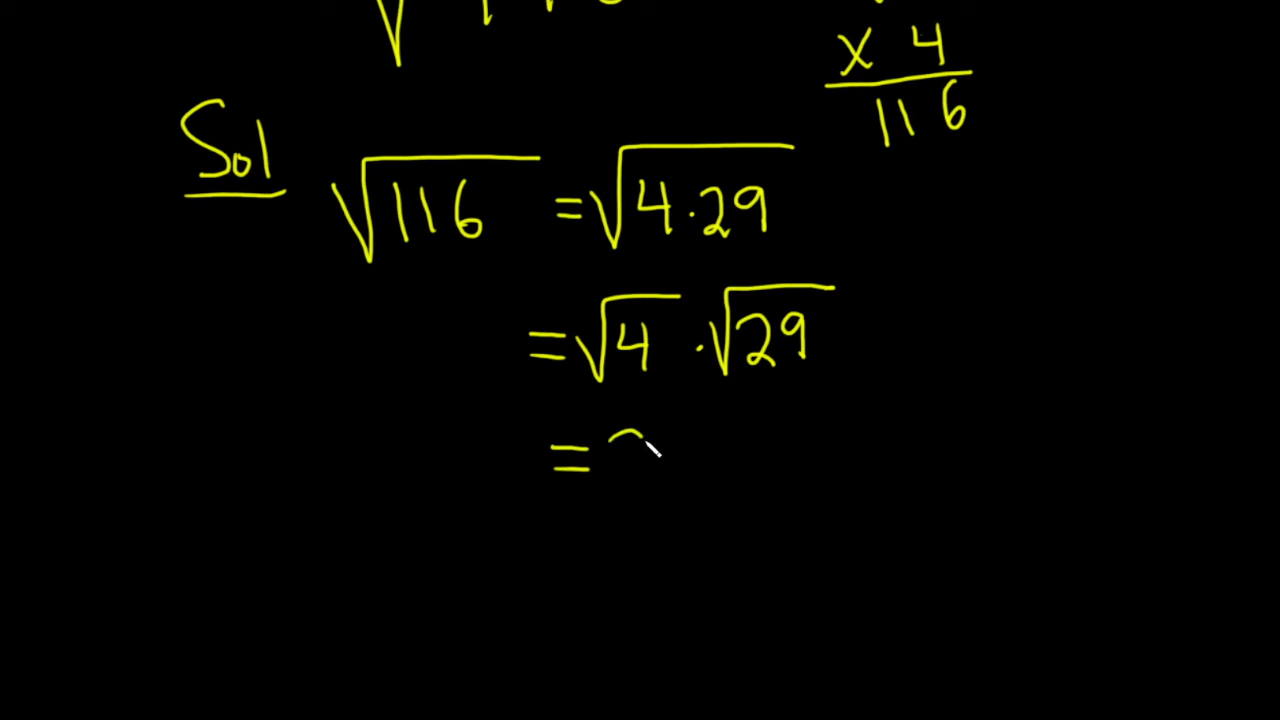 x 4
116
Sol √116 = √4·29
= √4 · √29
=